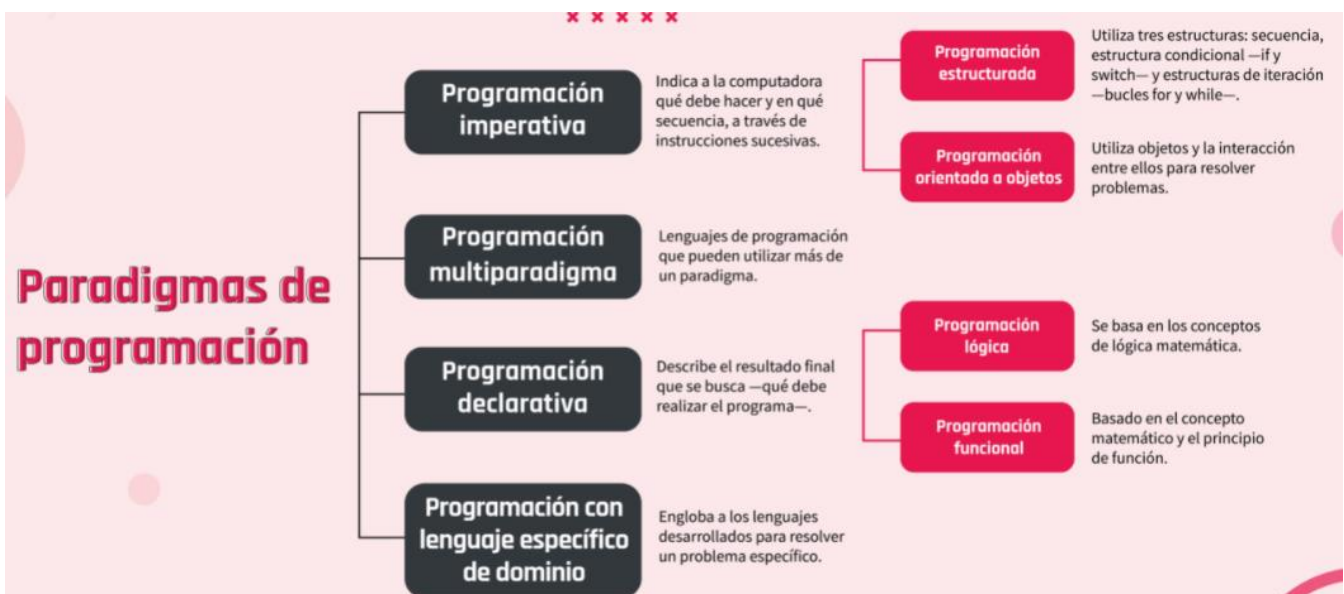 Paradigmas de
programación
Programación
imperativa
Indica a la computadora
qué debe hacer y en qué
secuencia, a través de
instrucciones sucesivas.
Programación
estructurada
Utiliza tres estructuras: secuencia,
estructura condicional —if y
switch— y estructuras de iteración
—bucles for y while—.
Programación
orientada a objetos
Utiliza objetos y la interacción
entre ellos para resolver
problemas.
Programación
multiparadigma
Lenguajes de programación
que pueden utilizar más de
un paradigma.
Programación
declarativa
Describe el resultado final
que se busca —qué debe
realizar el programa—.
Programación
lógica
Se basa en los conceptos
de lógica matemática.
Programación
funcional
Basado en el concepto
matemático y el principio
de función.
Programación con
lenguaje específico
de dominio
Engloba a los lenguajes
desarrollados para resolver
un problema específico.